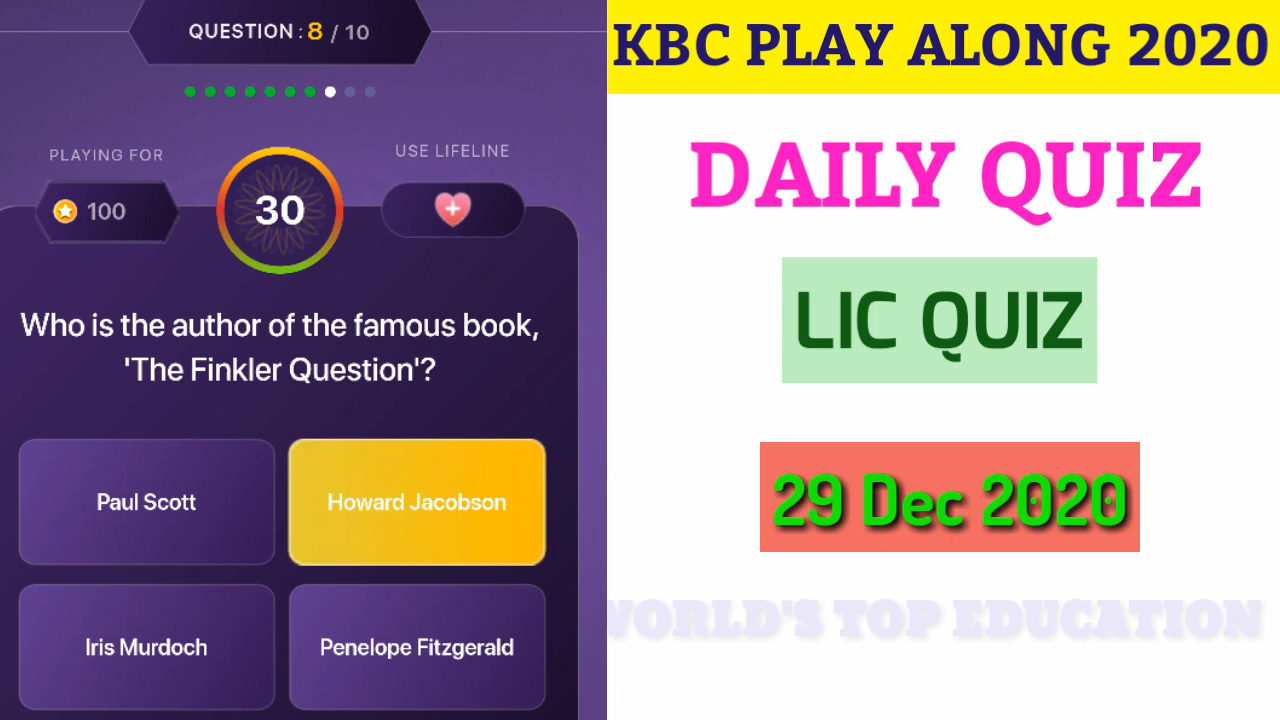 QUESTION : 8 / 10
PLAYING FOR
USE LIFELINE
100
30
Who is the author of the famous book,
'The Finkler Question'?
Paul Scott
Howard Jacobson
Iris Murdoch
Penelope Fitzgerald
KBC PLAY ALONG 2020
DAILY QUIZ
LIC QUIZ
29 Dec 2020
WORLD'S TOP EDUCATION